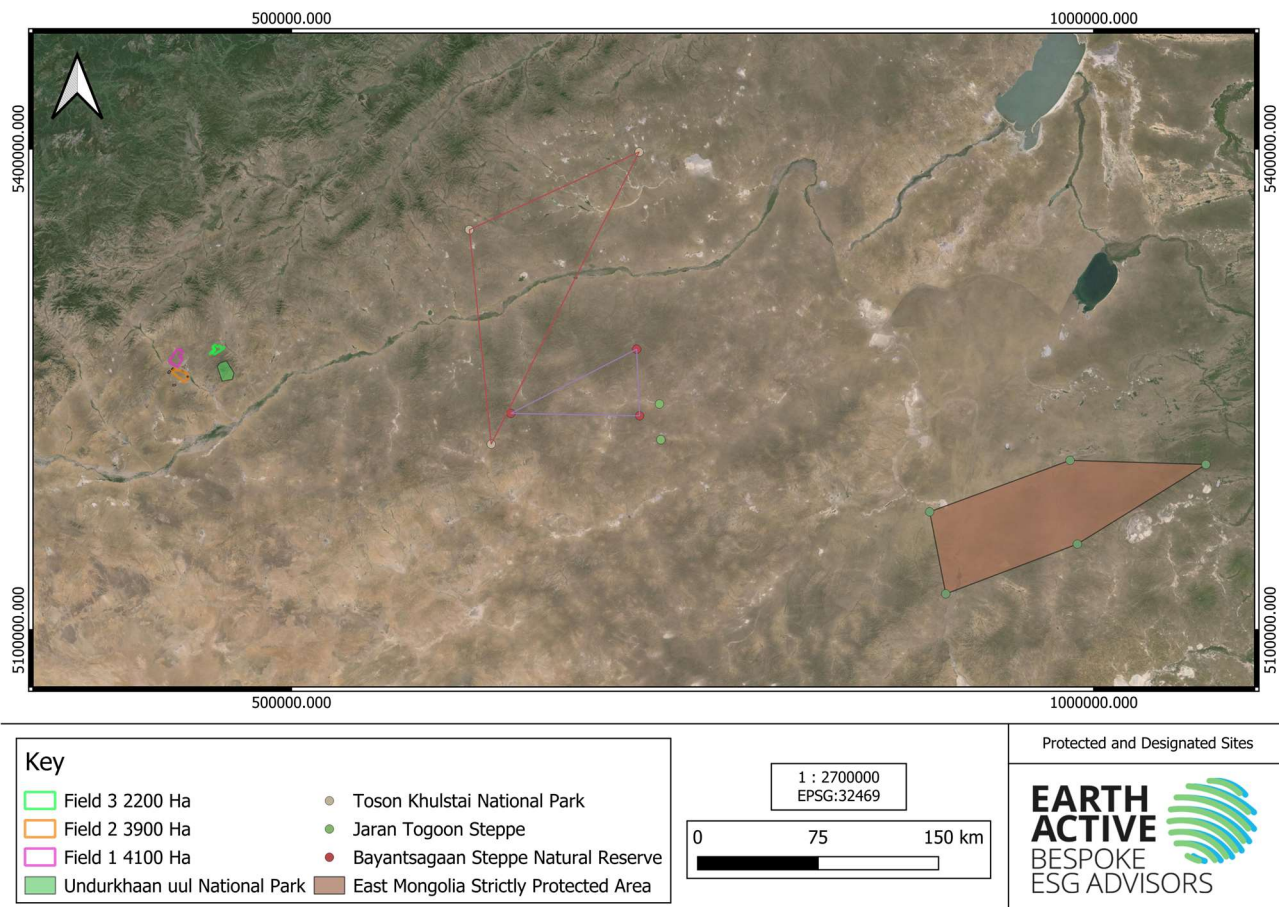 500000.000
1000000.000
5400000.000
5400000.000
5100000.000
5100000.000
500000.000
1000000.000
Key
Field 3 2200 Ha
Field 2 3900 Ha
Field 1 4100 Ha
Undurkhaan uul National Park
Toson Khulstai National Park
Jaran Togoon Steppe
Bayantsagaan Steppe Natural Reserve
East Mongolia Strictly Protected Area
1 : 2700000
EPSG:32469
0 75 150 km
Protected and Designated Sites
EARTH
ACTIVE
BESPOKE
ESG ADVISORS